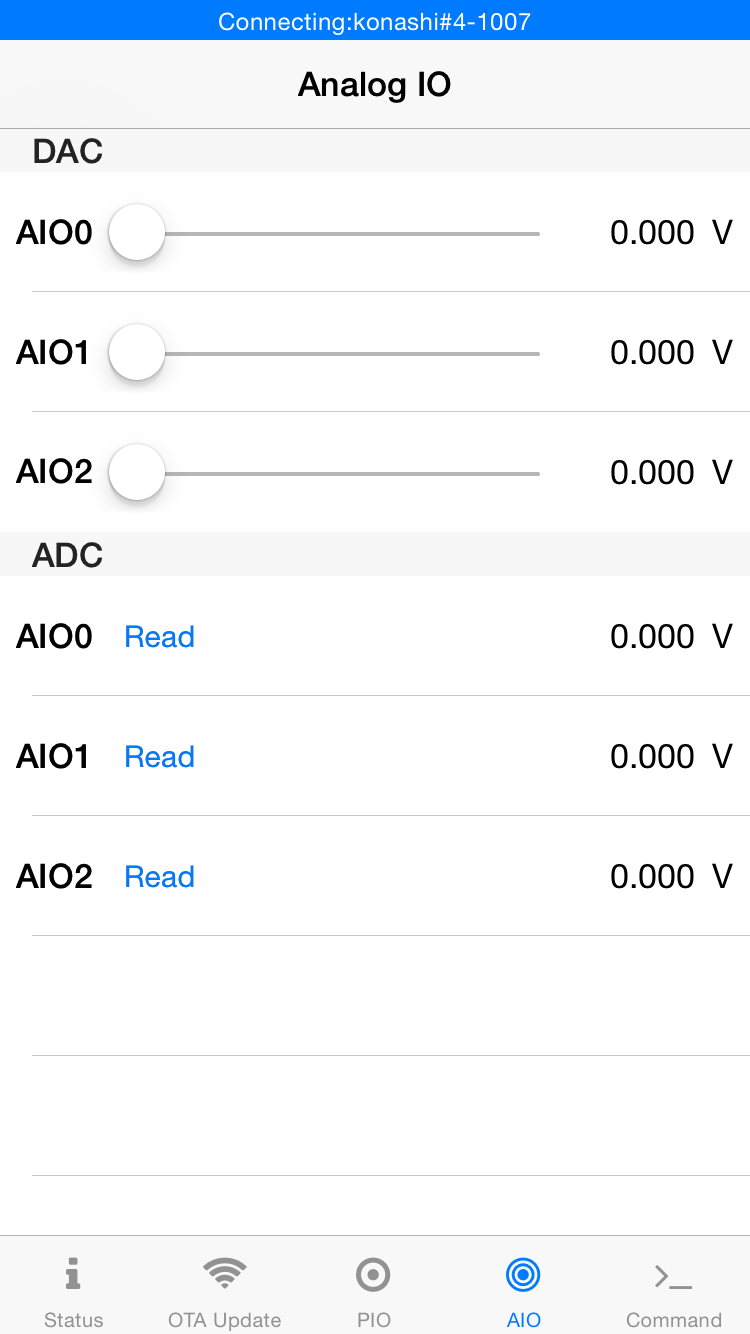 Connecting:konashi#4-1007
Analog IO
DAC
AIO0 0.000 V
AIO1 0.000 V
AIO2 0.000 V
ADC
AIO0 Read 0.000 V
AIO1 Read 0.000 V
AIO2 Read 0.000 V
Status OTA Update PIO AIO Command